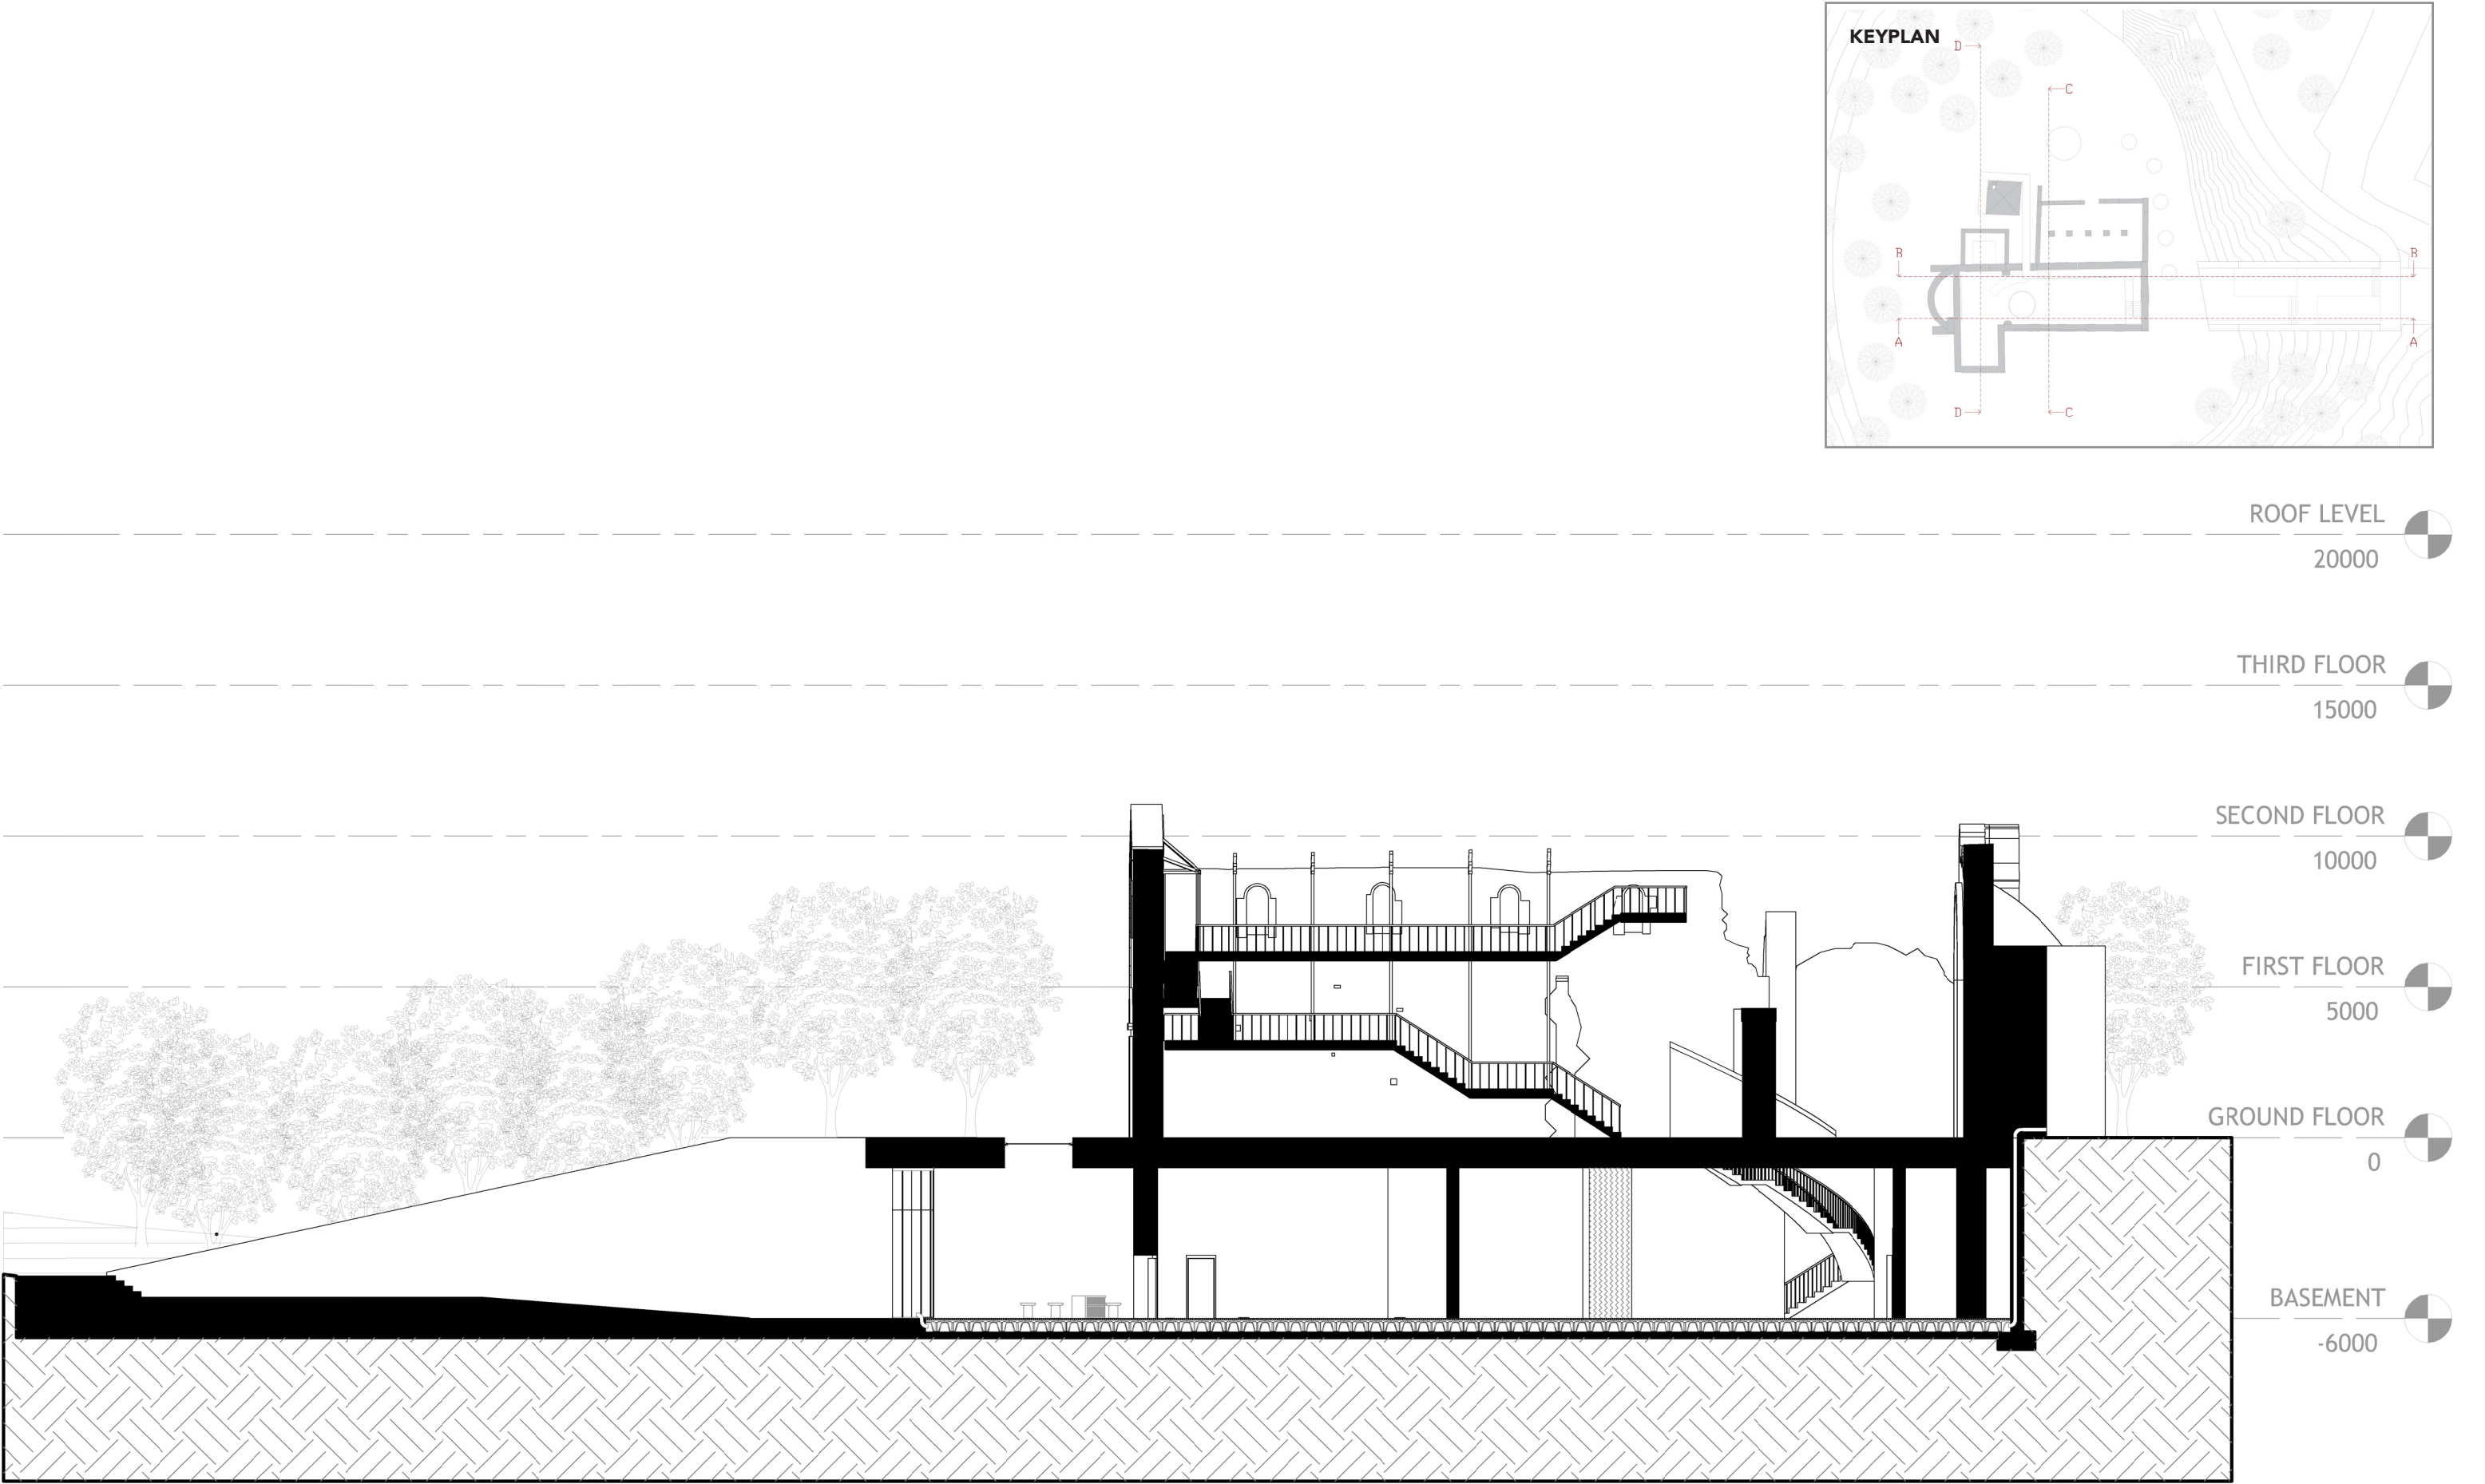 KEYPLAN
D
C
B
B
A
A
D
C
ROOF LEVEL
20000
THIRD FLOOR
15000
SECOND FLOOR
10000
FIRST FLOOR
5000
GROUND FLOOR
0
BASEMENT
-6000